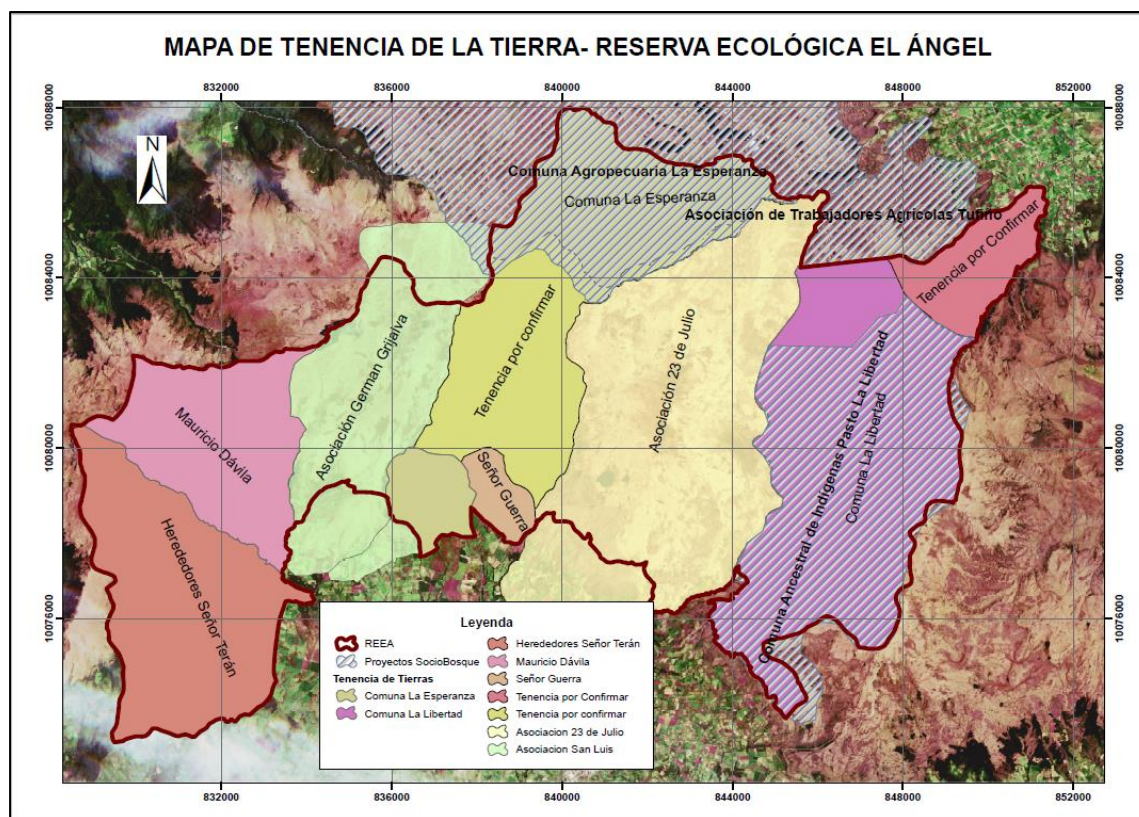 MAPA DE TENENCIA DE LA TIERRA- RESERVA ECOLÓGICA EL ÁNGEL
832000 836000 840000 844000 848000 852000
10088000 10088000
10084000 10084000
10080000 10080000
10076000 10076000
N
Comuna Agropecuaria La Esperanza
Comuna La Esperanza
Asociación de Trabajadores Agrícolas Tufiño
Tenencia por Confirmar
Asociación German Grijalva
Tenencia por confirmar
Asociación 23 de Julio
Mauricio Dávila
Señor Guerra
Comuna Ancestral de Indígenas Pasto La Libertad
Comuna La Libertad
Herededores Señor Terán
Leyenda
REEA
Proyectos SocioBosque
Tenencia de Tierras
Comuna La Esperanza
Comuna La Libertad
Herededores Señor Terán
Mauricio Dávila
Señor Guerra
Tenencia por Confirmar
Tenencia por confirmar
Asociacion 23 de Julio
Asociacion San Luis
832000 836000 840000 844000 848000 852000